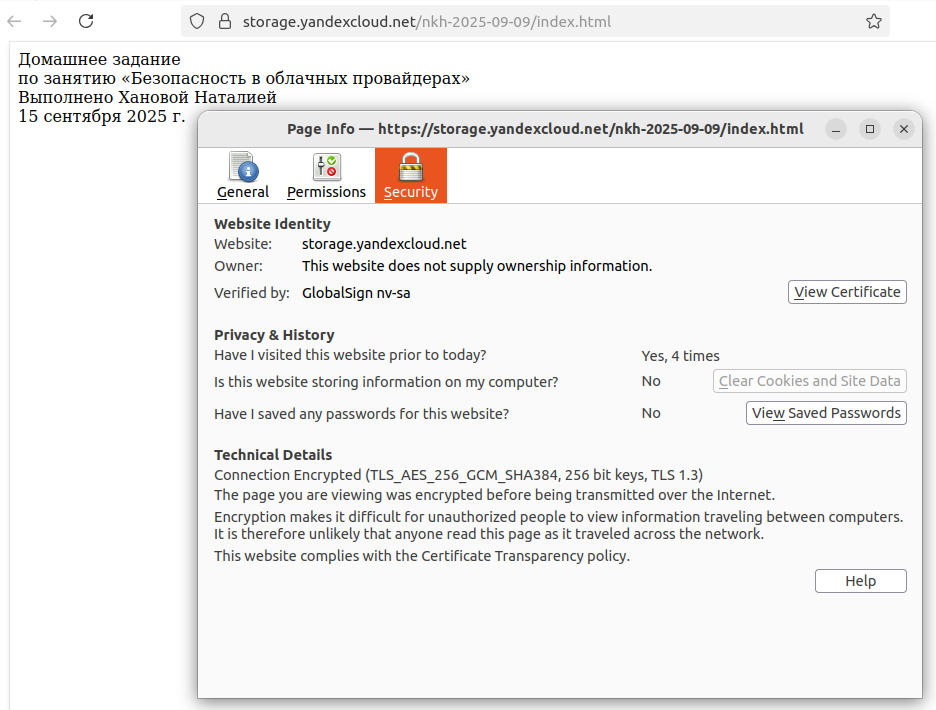 storage.yandexcloud.net/nkh-2025-09-09/index.html
Домашнее задание
по занятию «Безопасность в облачных провайдерах»
Выполнено Хановой Наталией
15 сентября 2025 г.
Page Info — https://storage.yandexcloud.net/nkh-2025-09-09/index.html
General Permissions Security
Website Identity
Website: storage.yandexcloud.net
Owner: This website does not supply ownership information.
Verified by: GlobalSign nv-sa View Certificate
Privacy & History
Have I visited this website prior to today? Yes, 4 times
Is this website storing information on my computer? No Clear Cookies and Site Data
Have I saved any passwords for this website? No View Saved Passwords
Technical Details
Connection Encrypted (TLS_AES_256_GCM_SHA384, 256 bit keys, TLS 1.3)
The page you are viewing was encrypted before being transmitted over the Internet.
Encryption makes it difficult for unauthorized people to view information traveling between computers.
It is therefore unlikely that anyone read this page as it traveled across the network.
This website complies with the Certificate Transparency policy.
Help